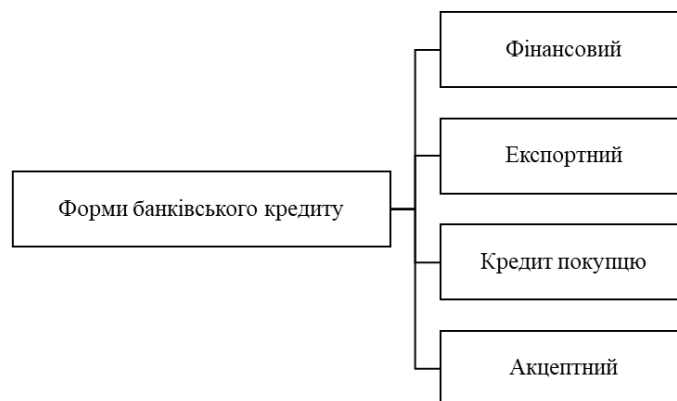 Форми банківського кредиту
Фінансовий
Експортний
Кредит покупцю
Акцептний